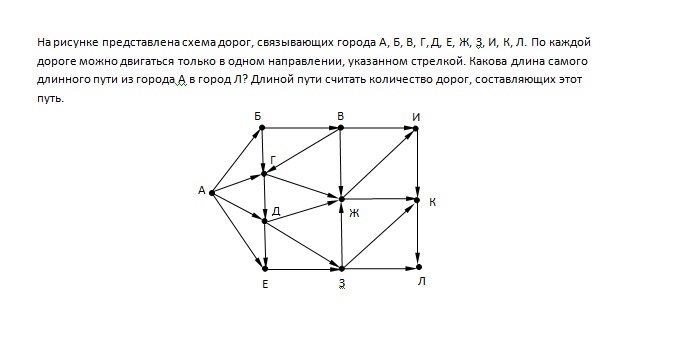 На рисунке представлена схема дорог, связывающих города А, Б, В, Г, Д, Е, Ж, З, И, К, Л. По каждой
дороге можно двигаться только в одном направлении, указанном стрелкой. Какова длина самого
длинного пути из города А в город Л? Длиной пути считать количество дорог, составляющих этот
путь.
Б В И
Г
А
Д Ж К
Е З Л